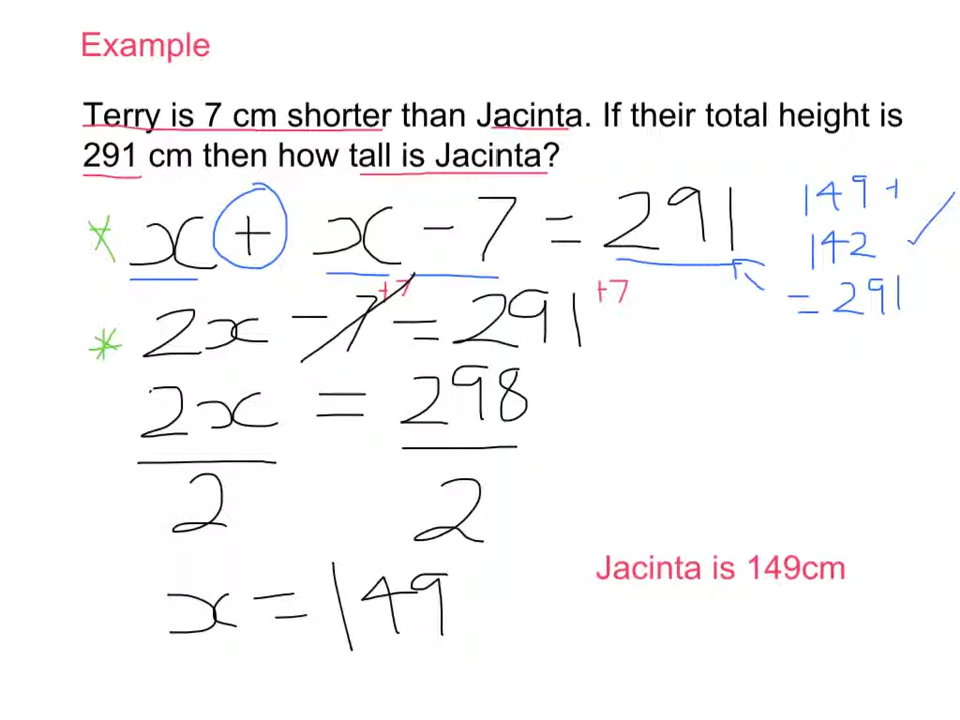 Example
Terry is 7 cm shorter than Jacinta. If their total height is
291 cm then how tall is Jacinta?
* x + x - 7 = 291
149 +
142
= 291
+7 +7
* 2x - 7 = 291
2x = 298
2 2
x = 149
Jacinta is 149cm